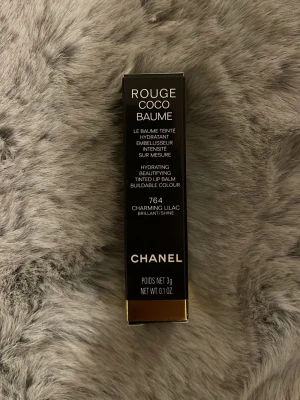 ROUGE
COCO
BAUME
LE BAUME TEINTÉ
HYDRATANT
EMBELLISSEUR
INTENSITÉ
SUR MESURE
HYDRATING
BEAUTIFYING
TINTED LIP BALM
BUILDABLE COLOUR
764
CHARMING LILAC
BRILLANT-SHINE
CHANEL
POIDS NET 3g
NET WT. 0.1 OZ.